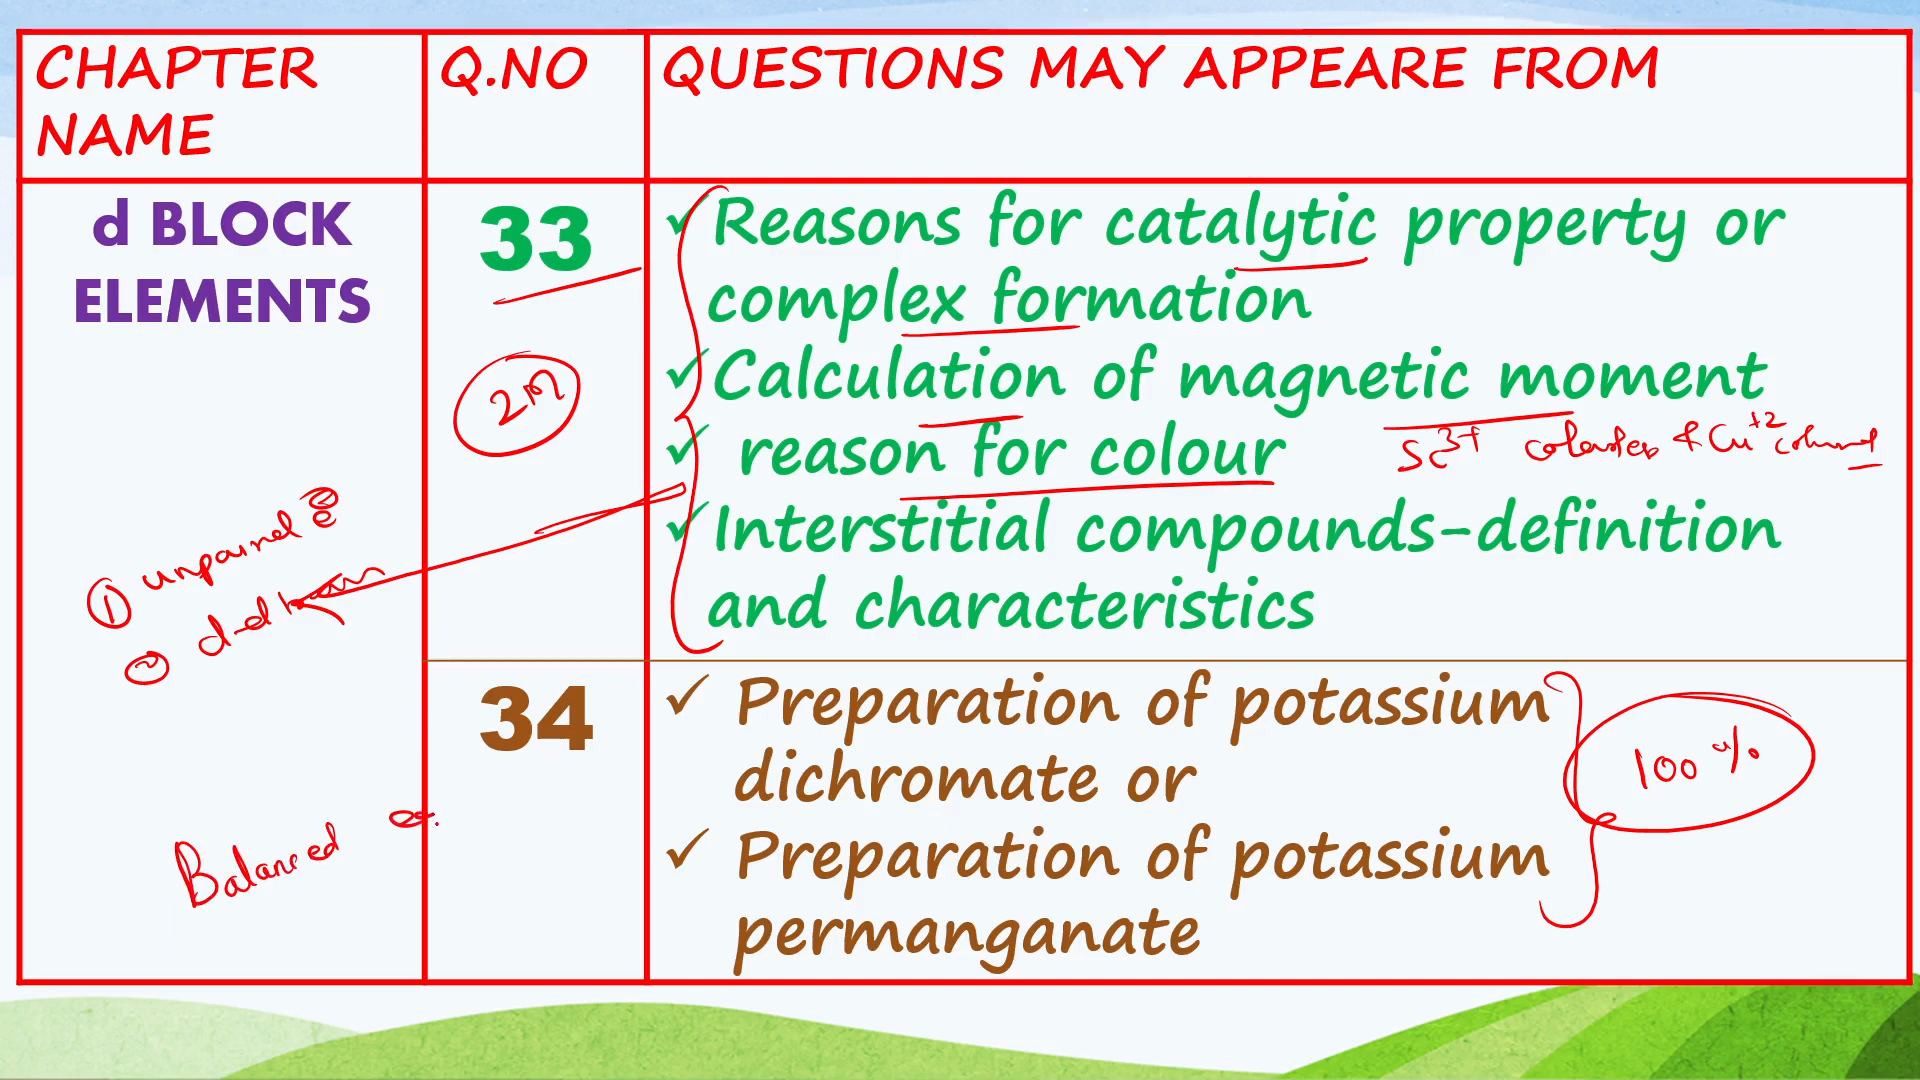 CHAPTER
NAME
Q.NO
QUESTIONS MAY APPEARE FROM
d BLOCK
ELEMENTS
33
2M
✓Reasons for catalytic property or
complex formation
✓Calculation of magnetic moment
✓ reason for colour
Sc3+ & Cu+2
✓Interstitial compounds-definition
and characteristics
① unpaired e
② d-d
34
✓ Preparation of potassium
dichromate or
✓ Preparation of potassium
permanganate
100 %
Balanced